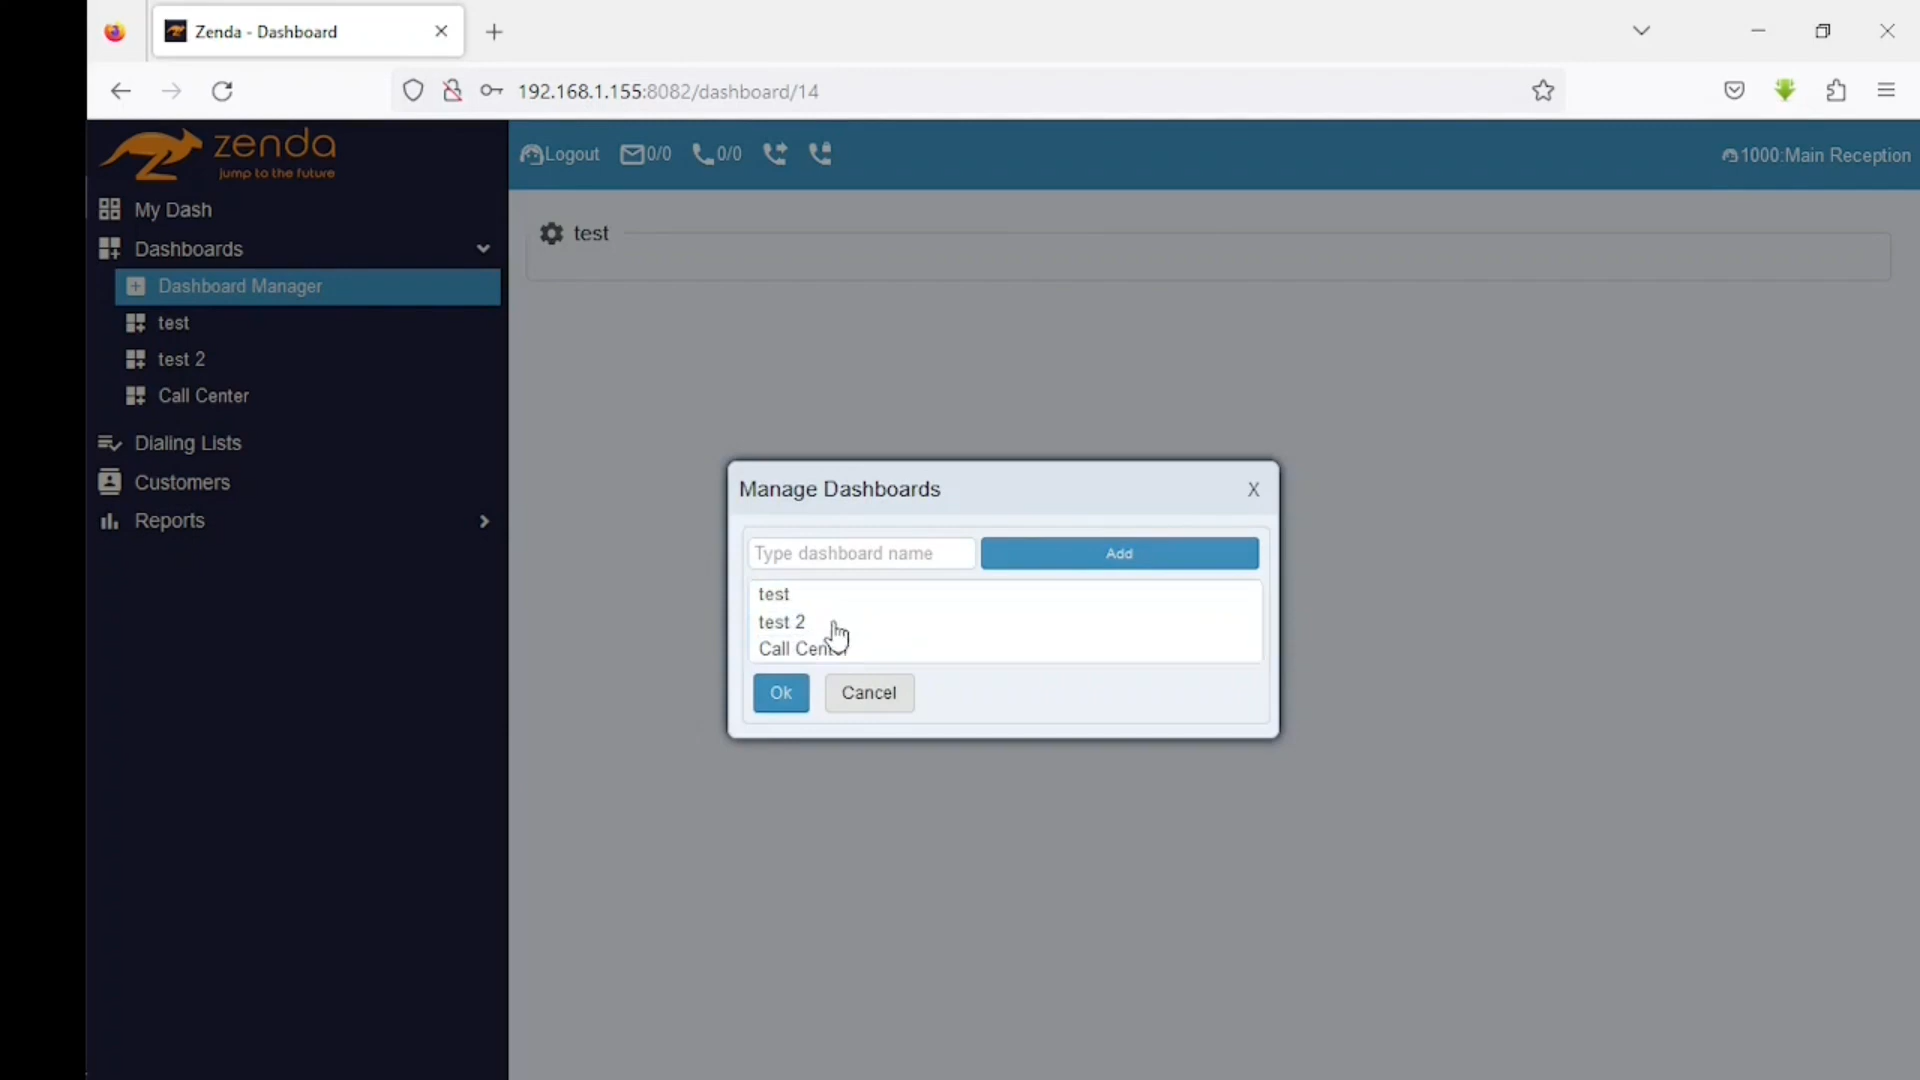 Zenda - Dashboard
192.168.1.155:8082/dashboard/14
zenda
jump to the future
Logout 0/0 0/0
1000:Main Reception
My Dash
Dashboards
Dashboard Manager
test
test 2
Call Center
Dialing Lists
Customers
Reports
test
Manage Dashboards X
Type dashboard name Add
test
test 2
Call Center
Ok Cancel